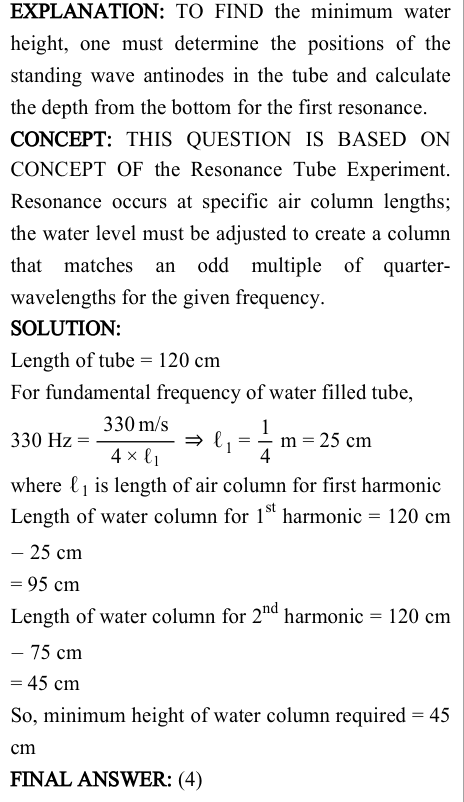 EXPLANATION: TO FIND the minimum water
height, one must determine the positions of the
standing wave antinodes in the tube and calculate
the depth from the bottom for the first resonance.
CONCEPT: THIS QUESTION IS BASED ON
CONCEPT OF the Resonance Tube Experiment.
Resonance occurs at specific air column lengths;
the water level must be adjusted to create a column
that matches an odd multiple of quarter-
wavelengths for the given frequency.
SOLUTION:
Length of tube = 120 cm
For fundamental frequency of water filled tube,
330 Hz = 330 m/s / 4 × ℓ₁ ⇒ ℓ₁ = 1/4 m = 25 cm
where ℓ₁ is length of air column for first harmonic
Length of water column for 1st harmonic = 120 cm
– 25 cm
= 95 cm
Length of water column for 2nd harmonic = 120 cm
– 75 cm
= 45 cm
So, minimum height of water column required = 45
cm
FINAL ANSWER: (4)